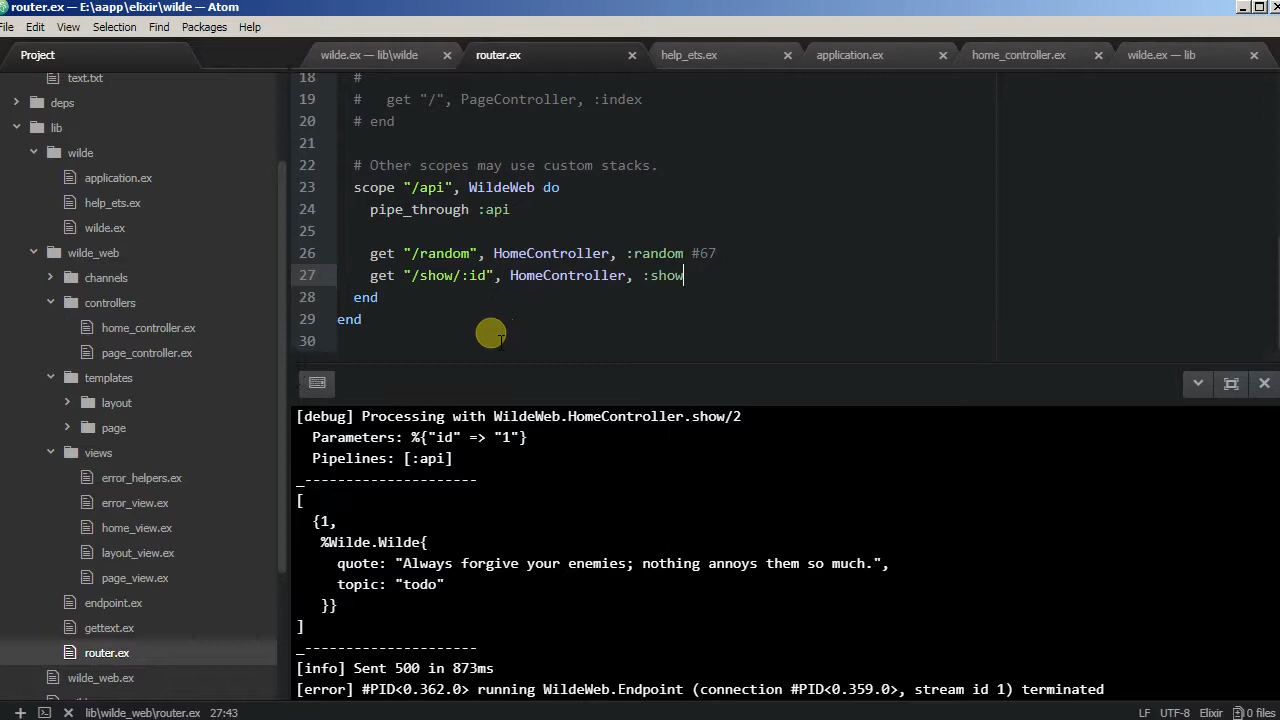 router.ex — E:\aapp\elixir\wilde — Atom
File Edit View Selection Find Packages Help
Project
wilde.ex — lib\wilde
router.ex
help_ets.ex
application.ex
home_controller.ex
wilde.ex — lib
text.txt
deps
lib
wilde
application.ex
help_ets.ex
wilde.ex
wilde_web
channels
controllers
home_controller.ex
page_controller.ex
templates
layout
page
views
error_helpers.ex
error_view.ex
home_view.ex
layout_view.ex
page_view.ex
endpoint.ex
gettext.ex
router.ex
wilde_web.ex
18 #
19 #   get "/", PageController, :index
20 # end
21
22 # Other scopes may use custom stacks.
23 scope "/api", WildeWeb do
24 pipe_through :api
25
26 get "/random", HomeController, :random #67
27 get "/show/:id", HomeController, :show
28 end
29 end
30
[debug] Processing with WildeWeb.HomeController.show/2
Parameters: %{"id" => "1"}
Pipelines: [:api]
_---------------------
[
{1,
%Wilde.Wilde{
quote: "Always forgive your enemies; nothing annoys them so much.",
topic: "todo"
}}
]
_---------------------
[info] Sent 500 in 873ms
[error] #PID<0.362.0> running WildeWeb.Endpoint (connection #PID<0.359.0>, stream id 1) terminated
lib\wilde_web\router.ex 27:43
LF UTF-8 Elixir 0 files